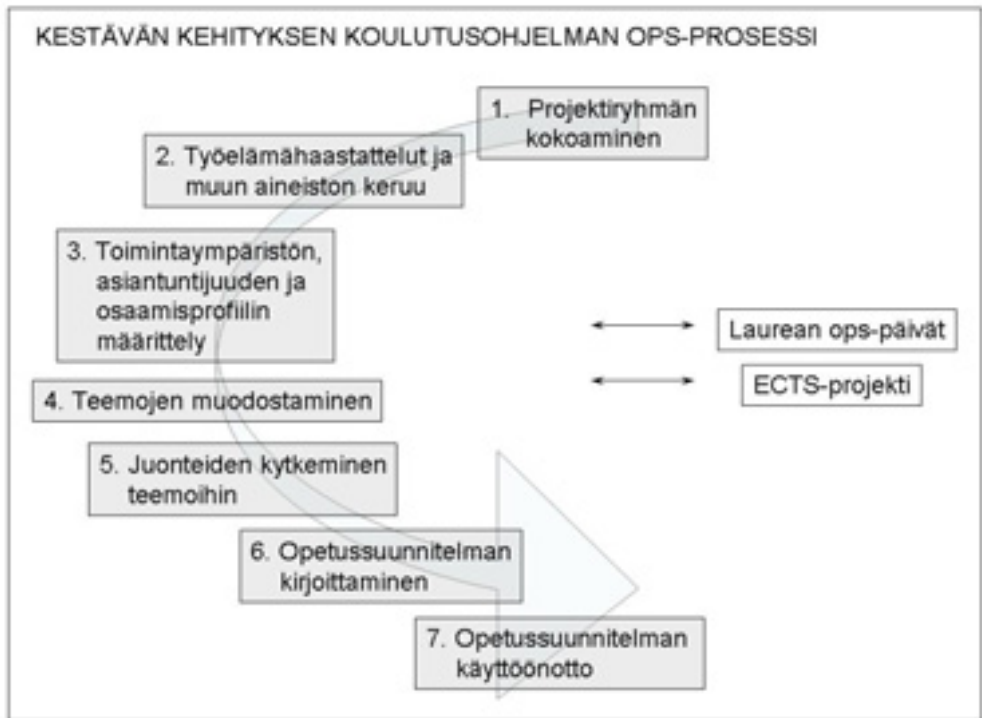 KESTÄVÄN KEHITYKSEN KOULUTUSOHJELMAN OPS-PROSESSI
1. Projektiryhmän
kokoaminen
2. Työelämähaastattelut ja
muun aineiston keruu
3. Toimintaympäristön,
asiantuntijuuden ja
osaamisprofiilin
määrittely
4. Teemojen muodostaminen
5. Juonteiden kytkeminen
teemoihin
6. Opetussuunnitelman
kirjoittaminen
7. Opetussuunnitelman
käyttöönotto
Laurean ops-päivät
ECTS-projekti